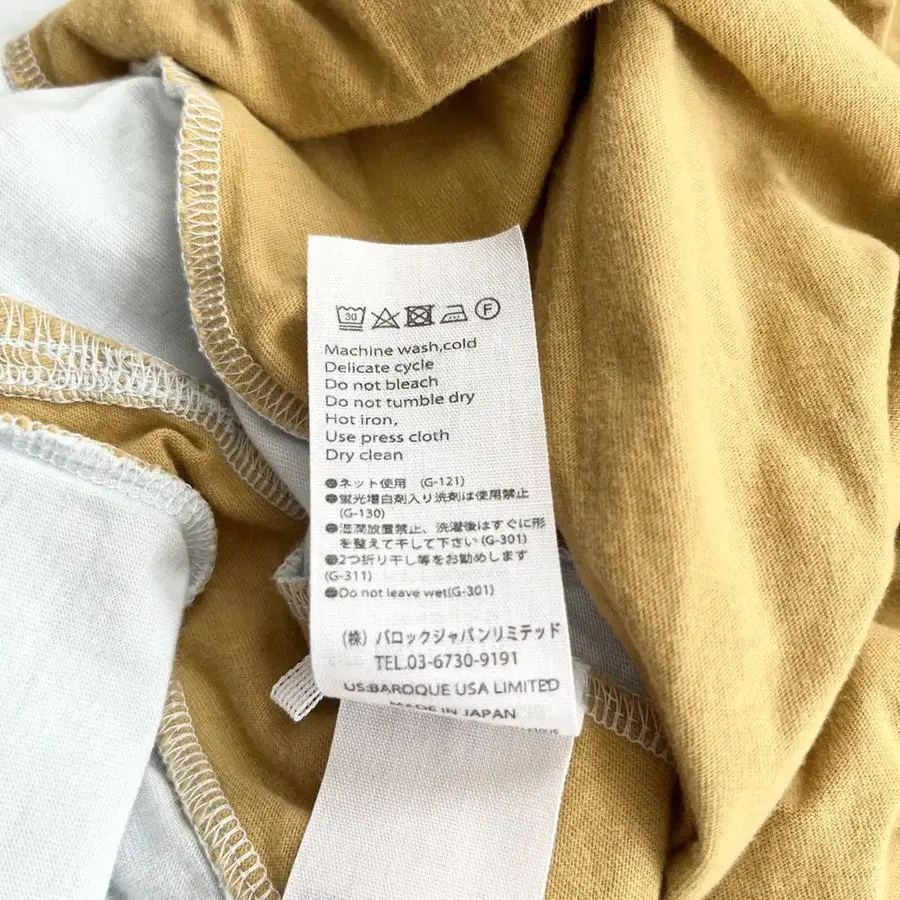 30 F
Machine wash,cold
Delicate cycle
Do not bleach
Do not tumble dry
Hot iron,
Use press cloth
Dry clean
●ネット使用 (G-121)
●蛍光増白剤入り洗剤は使用禁止
(G-130)
●湿潤放置禁止、洗濯後はすぐに形
を整えて干して下さい(G-301)
●2つ折り干し等をお勧めします
(G-311)
●Do not leave wet(G-301)
(株) バロックジャパンリミテッド
TEL.03-6730-9191
US:BAROQUE USA LIMITED
MADE IN JAPAN